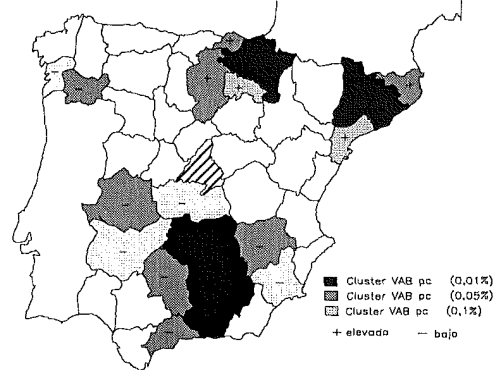 Cluster VAB pc (0,01%)
Cluster VAB pc (0,05%)
Cluster VAB pc (0,1%)
+ elevado — bajo